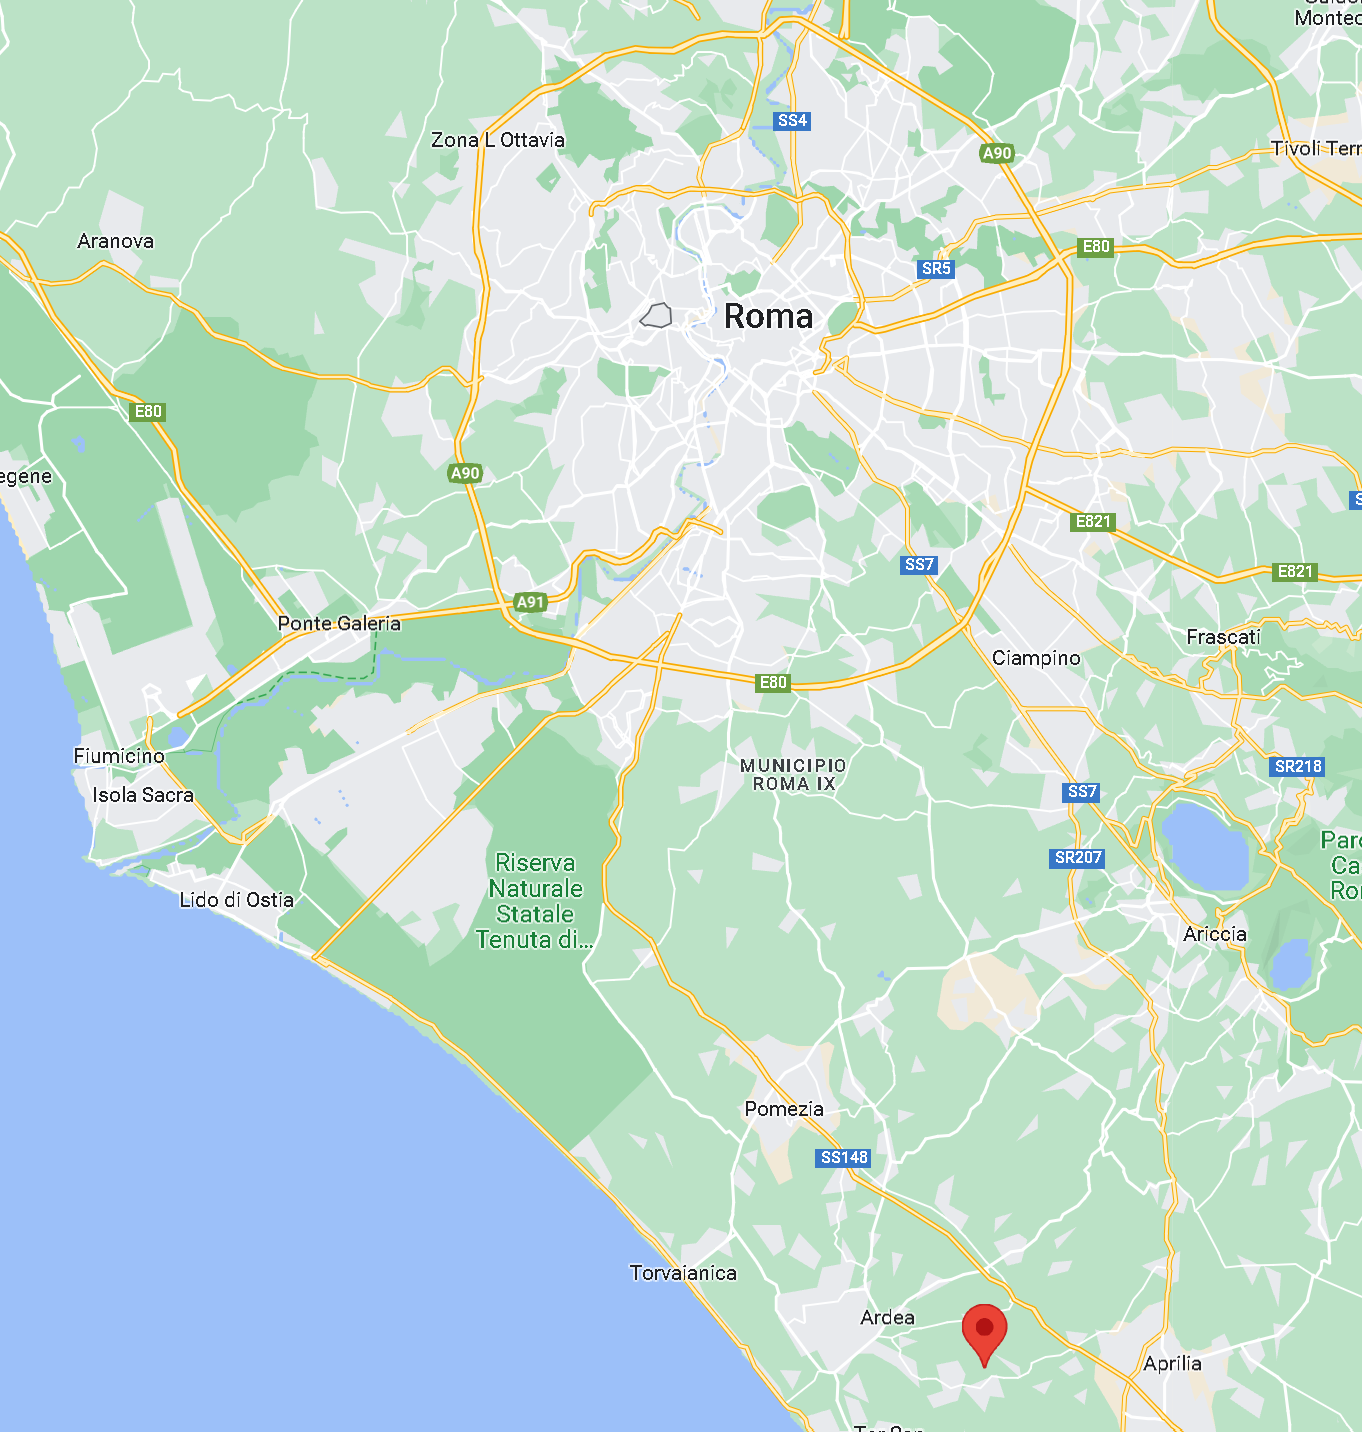 Montec
Zona L Ottavia
SS4
A90
Tivoli Terr
Aranova
E80
SR5
Roma
E80
A90
egene
E821
SS7
E821
A91
Ponte Galeria
Frascati
Ciampino
E80
Fiumicino
MUNICIPIO
ROMA IX
SR218
Isola Sacra
SS7
SR207
Riserva
Naturale
Statale
Tenuta di...
Parc
Ca
Ro
Lido di Ostia
Ariccia
Pomezia
SS148
Torvaianica
Ardea
Aprilia